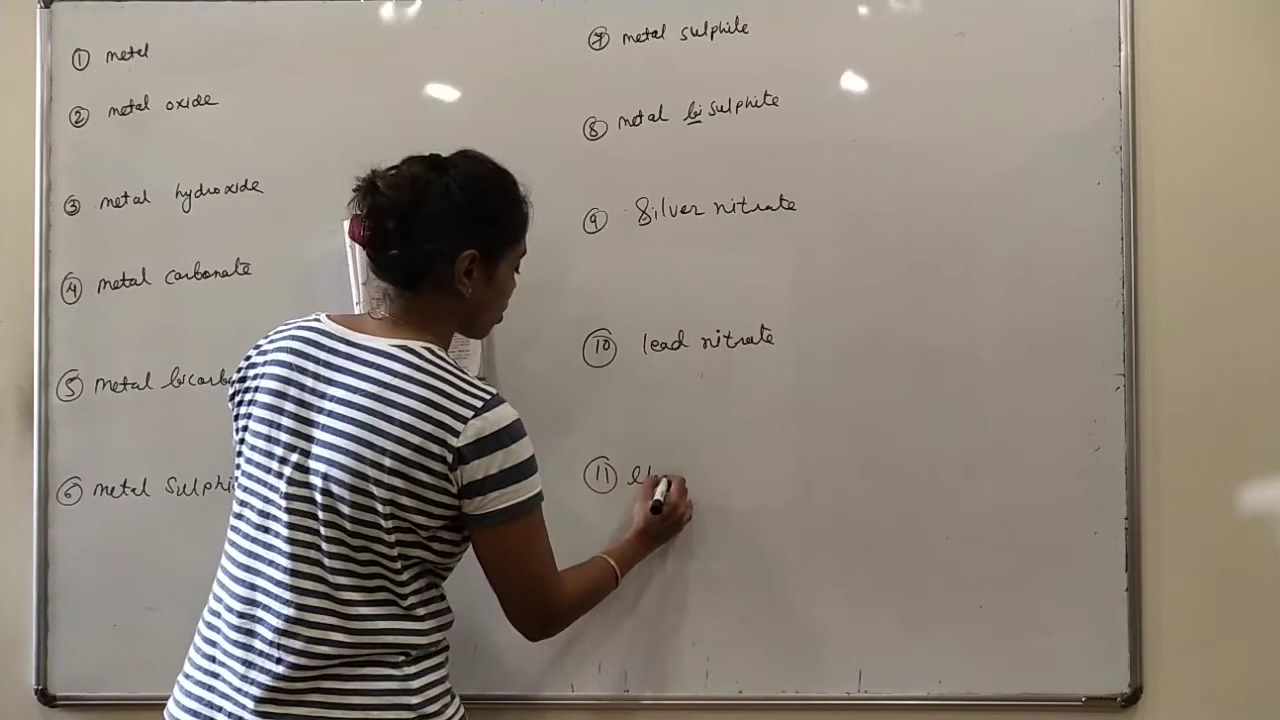 ① metal
② metal oxide
③ metal hydroxide
④ metal carbonate
⑤ metal
⑥ metal
⑦ metal sulphite
⑧ metal bisulphite
⑨ Silver nitrate
⑩ lead nitrate
⑪